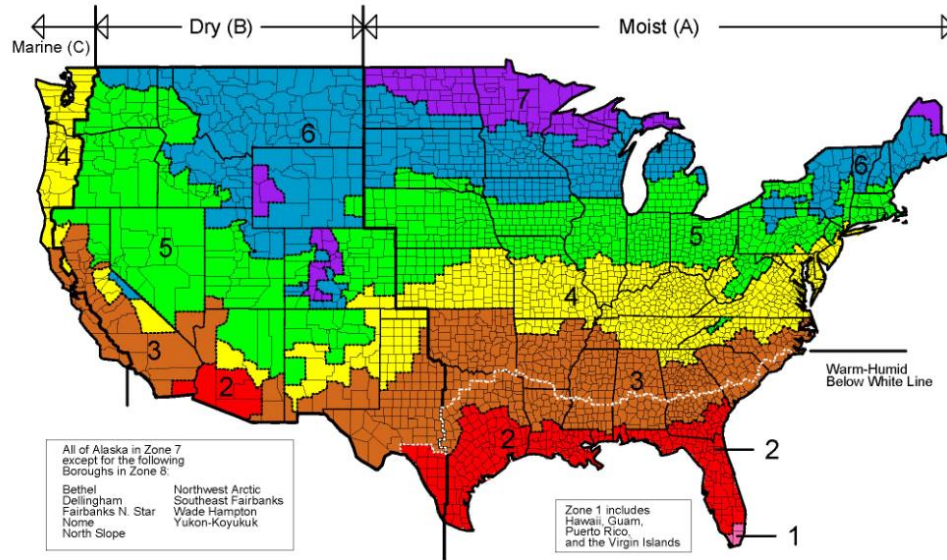 Marine (C)
Dry (B)
Moist (A)
7
6
6
4
5
5
4
3
3
Warm-Humid
Below White Line
2
2
2
1
All of Alaska in Zone 7
except for the following
Boroughs in Zone 8:
Bethel
Dellingham
Fairbanks N. Star
Nome
North Slope
Northwest Arctic
Southeast Fairbanks
Wade Hampton
Yukon-Koyukuk
Zone 1 includes
Hawaii, Guam,
Puerto Rico,
and the Virgin Islands